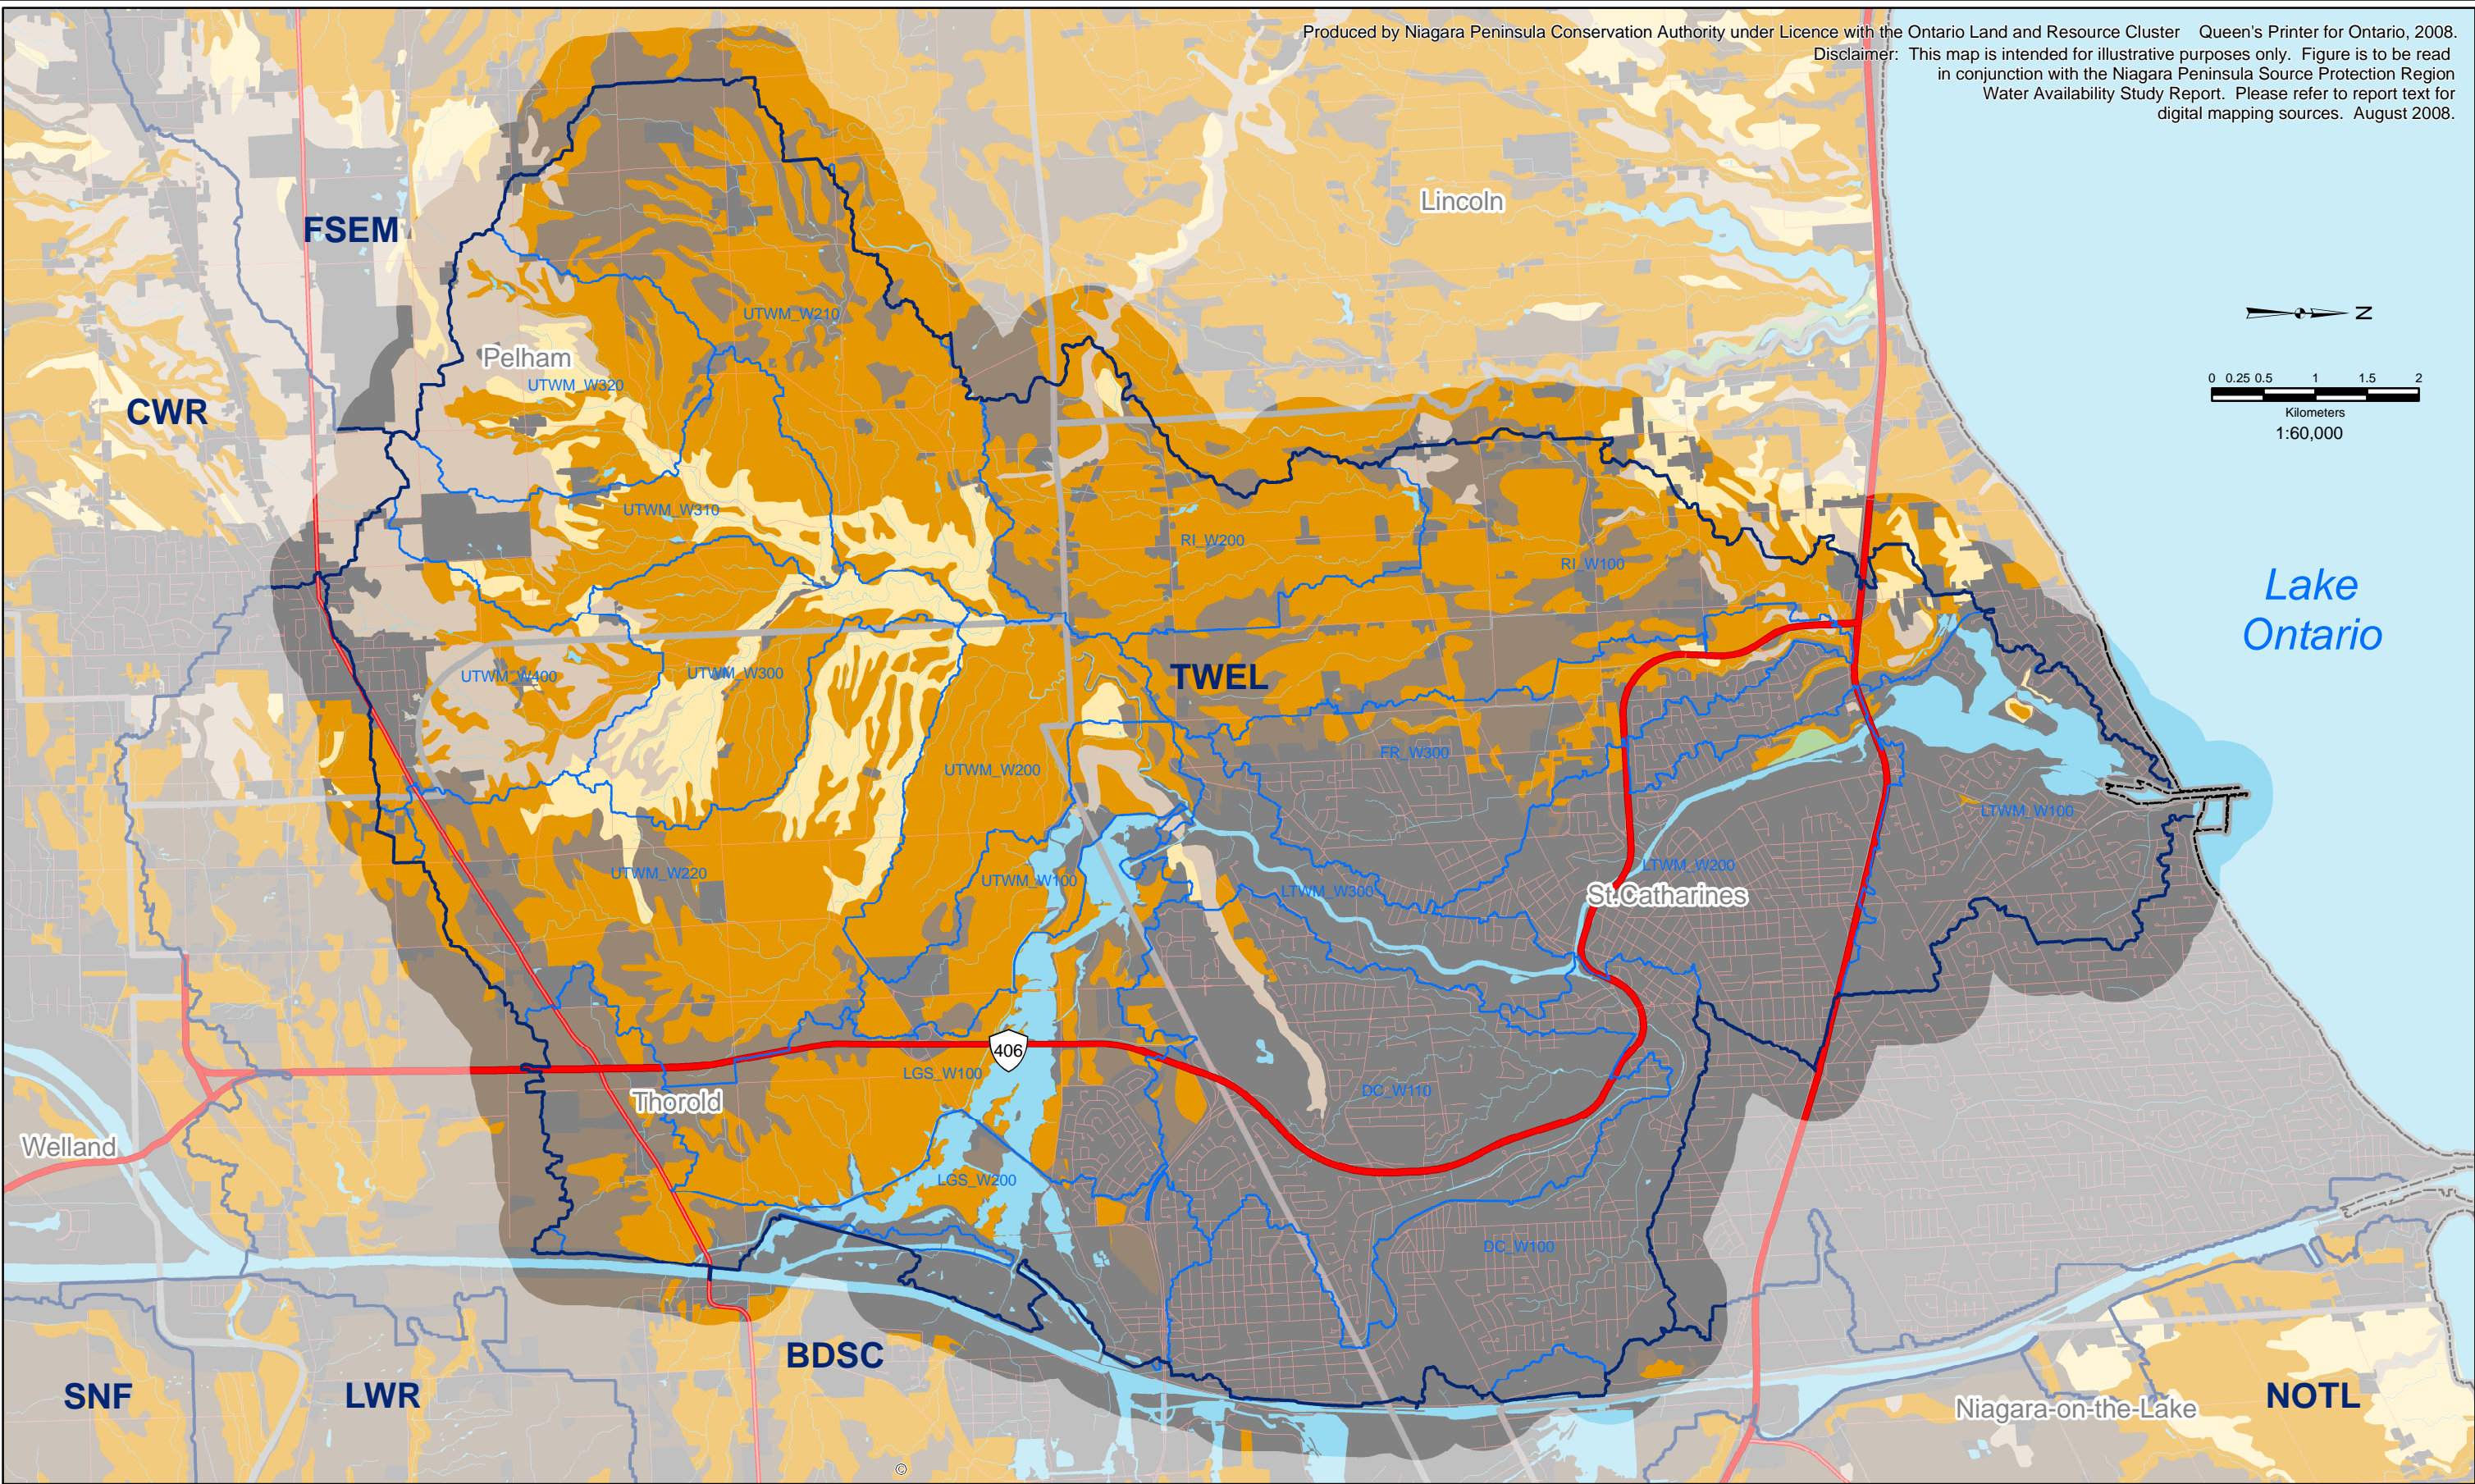 Produced by Niagara Peninsula Conservation Authority under Licence with the Ontario Land and Resource Cluster Queen's Printer for Ontario, 2008.
Disclaimer: This map is intended for illustrative purposes only. Figure is to be read
in conjunction with the Niagara Peninsula Source Protection Region
Water Availability Study Report. Please refer to report text for
digital mapping sources. August 2008.
Lincoln
FSEM
N
UTWM_W210
Pelham
UTWM_W320
0 0.25 0.5 1 1.5 2
Kilometers
1:60,000
CWR
UTWM_W310
RI_W200
RI_W100
Lake
Ontario
UTWM_W400
UTWM_W300
TWEL
FR_W300
UTWM_W200
LTWM_W100
UTWM_W220
UTWM_W100
LTWM_W300
LTWM_W200
St.Catharines
406
LGS_W100
Thorold
DC_W110
Welland
LGS_W200
DC_W100
BDSC
SNF
LWR
NOTL
Niagara-on-the-Lake
©